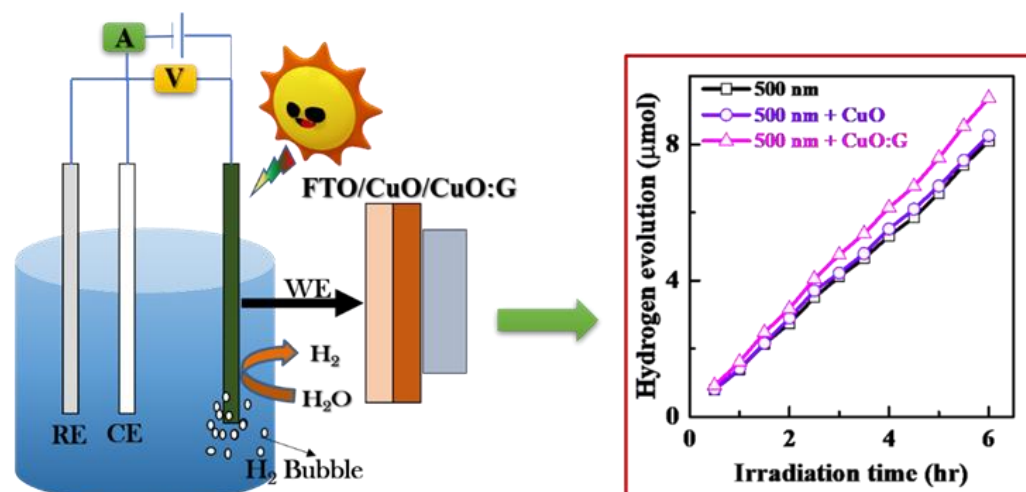 A
V
FTO/CuO/CuO:G
WE
H₂
H₂O
RE CE
H₂ Bubble
500 nm
500 nm + CuO
500 nm + CuO:G
Hydrogen evolution (μmol)
8
4
0
0 2 4 6
Irradiation time (hr)